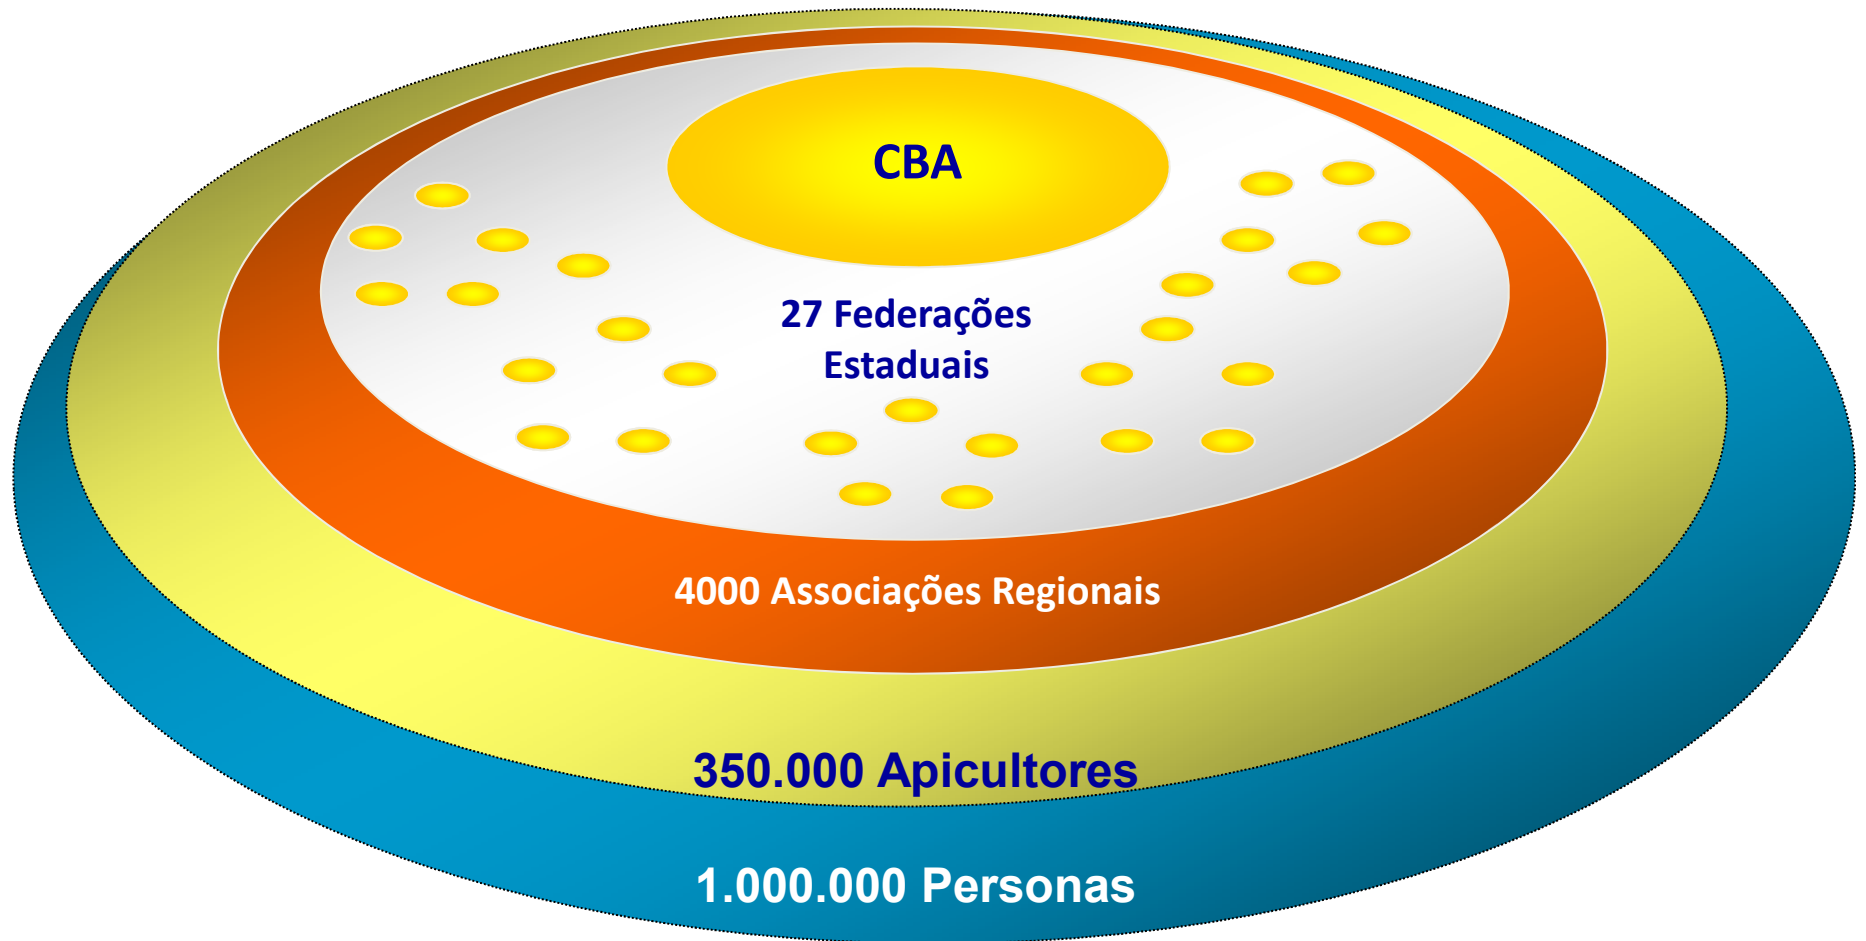 CBA
27 Federações
Estaduais
4000 Associações Regionais
350.000 Apicultores
1.000.000 Personas